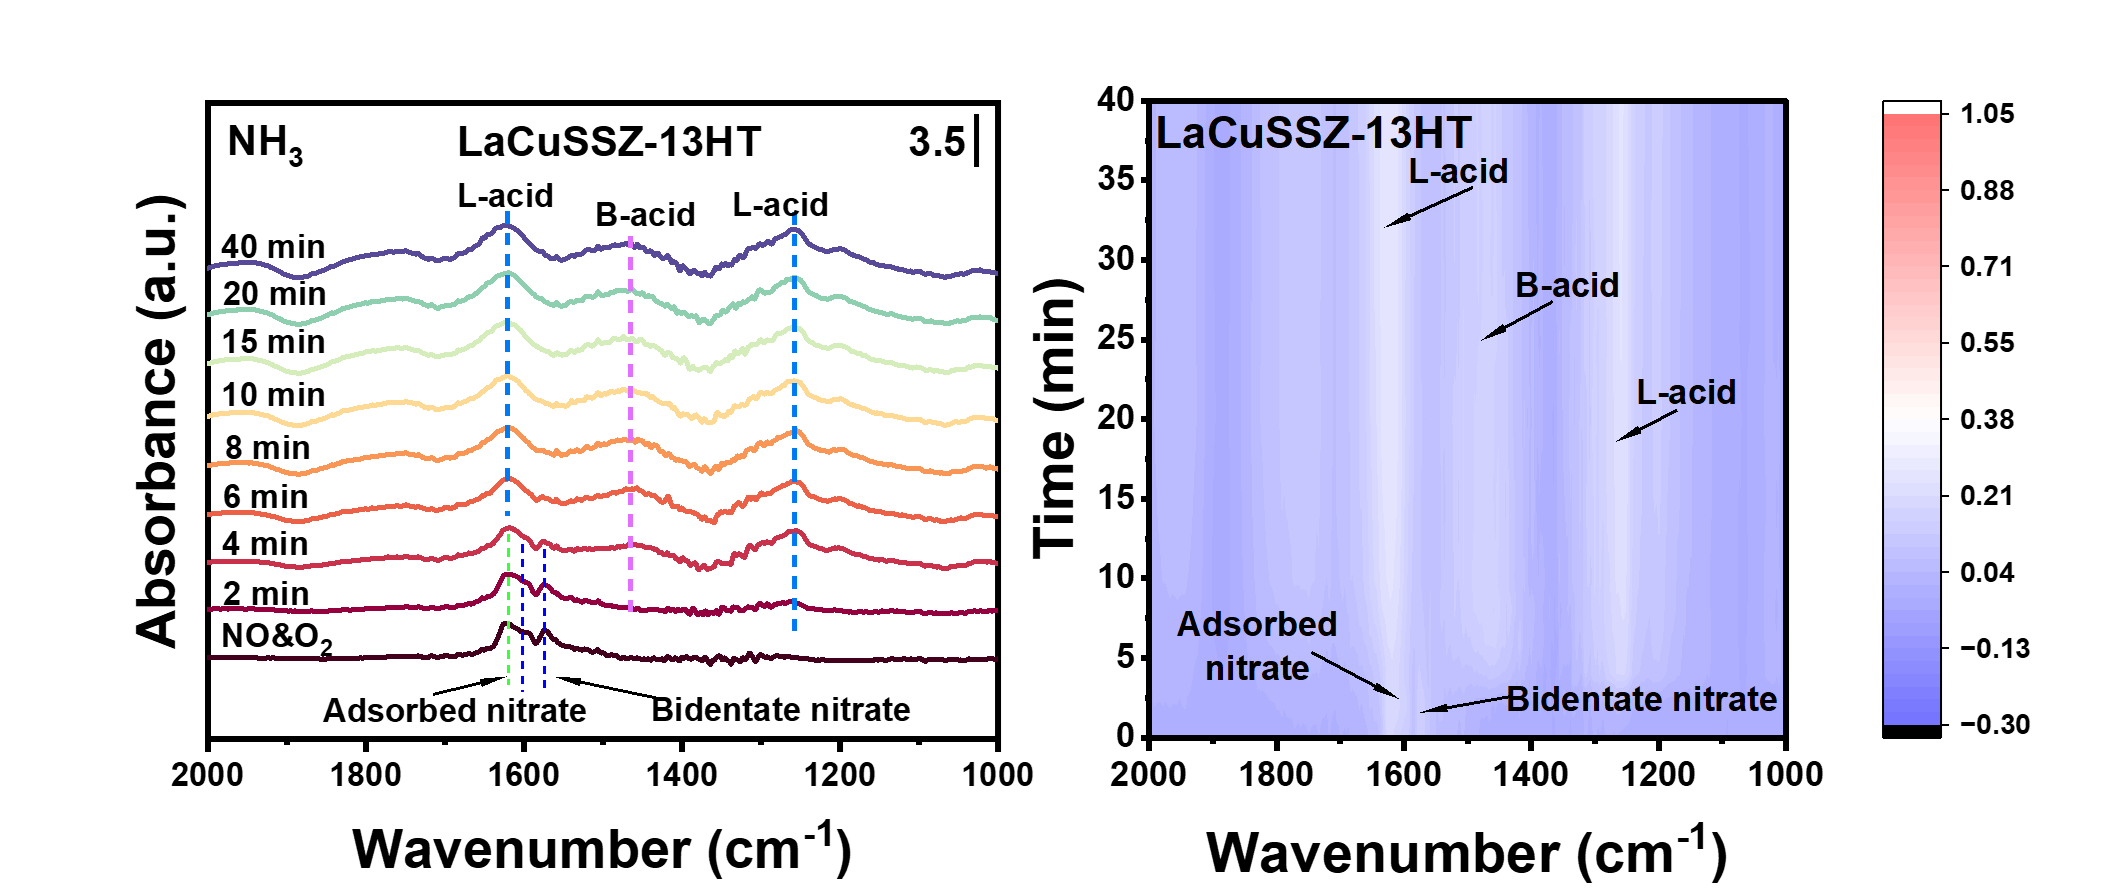 NH3 LaCuSSZ-13HT 3.5
L-acid
B-acid
L-acid
40 min
20 min
15 min
10 min
8 min
6 min
4 min
2 min
NO&O2
Adsorbed nitrate
Bidentate nitrate
2000 1800 1600 1400 1200 1000
Wavenumber (cm-1)
Absorbance (a.u.)
LaCuSSZ-13HT
L-acid
B-acid
L-acid
Adsorbed
nitrate
Bidentate nitrate
40
35
30
25
20
15
10
5
0
2000 1800 1600 1400 1200 1000
Wavenumber (cm-1)
Time (min)
1.05
0.88
0.71
0.55
0.38
0.21
0.04
−0.13
−0.30